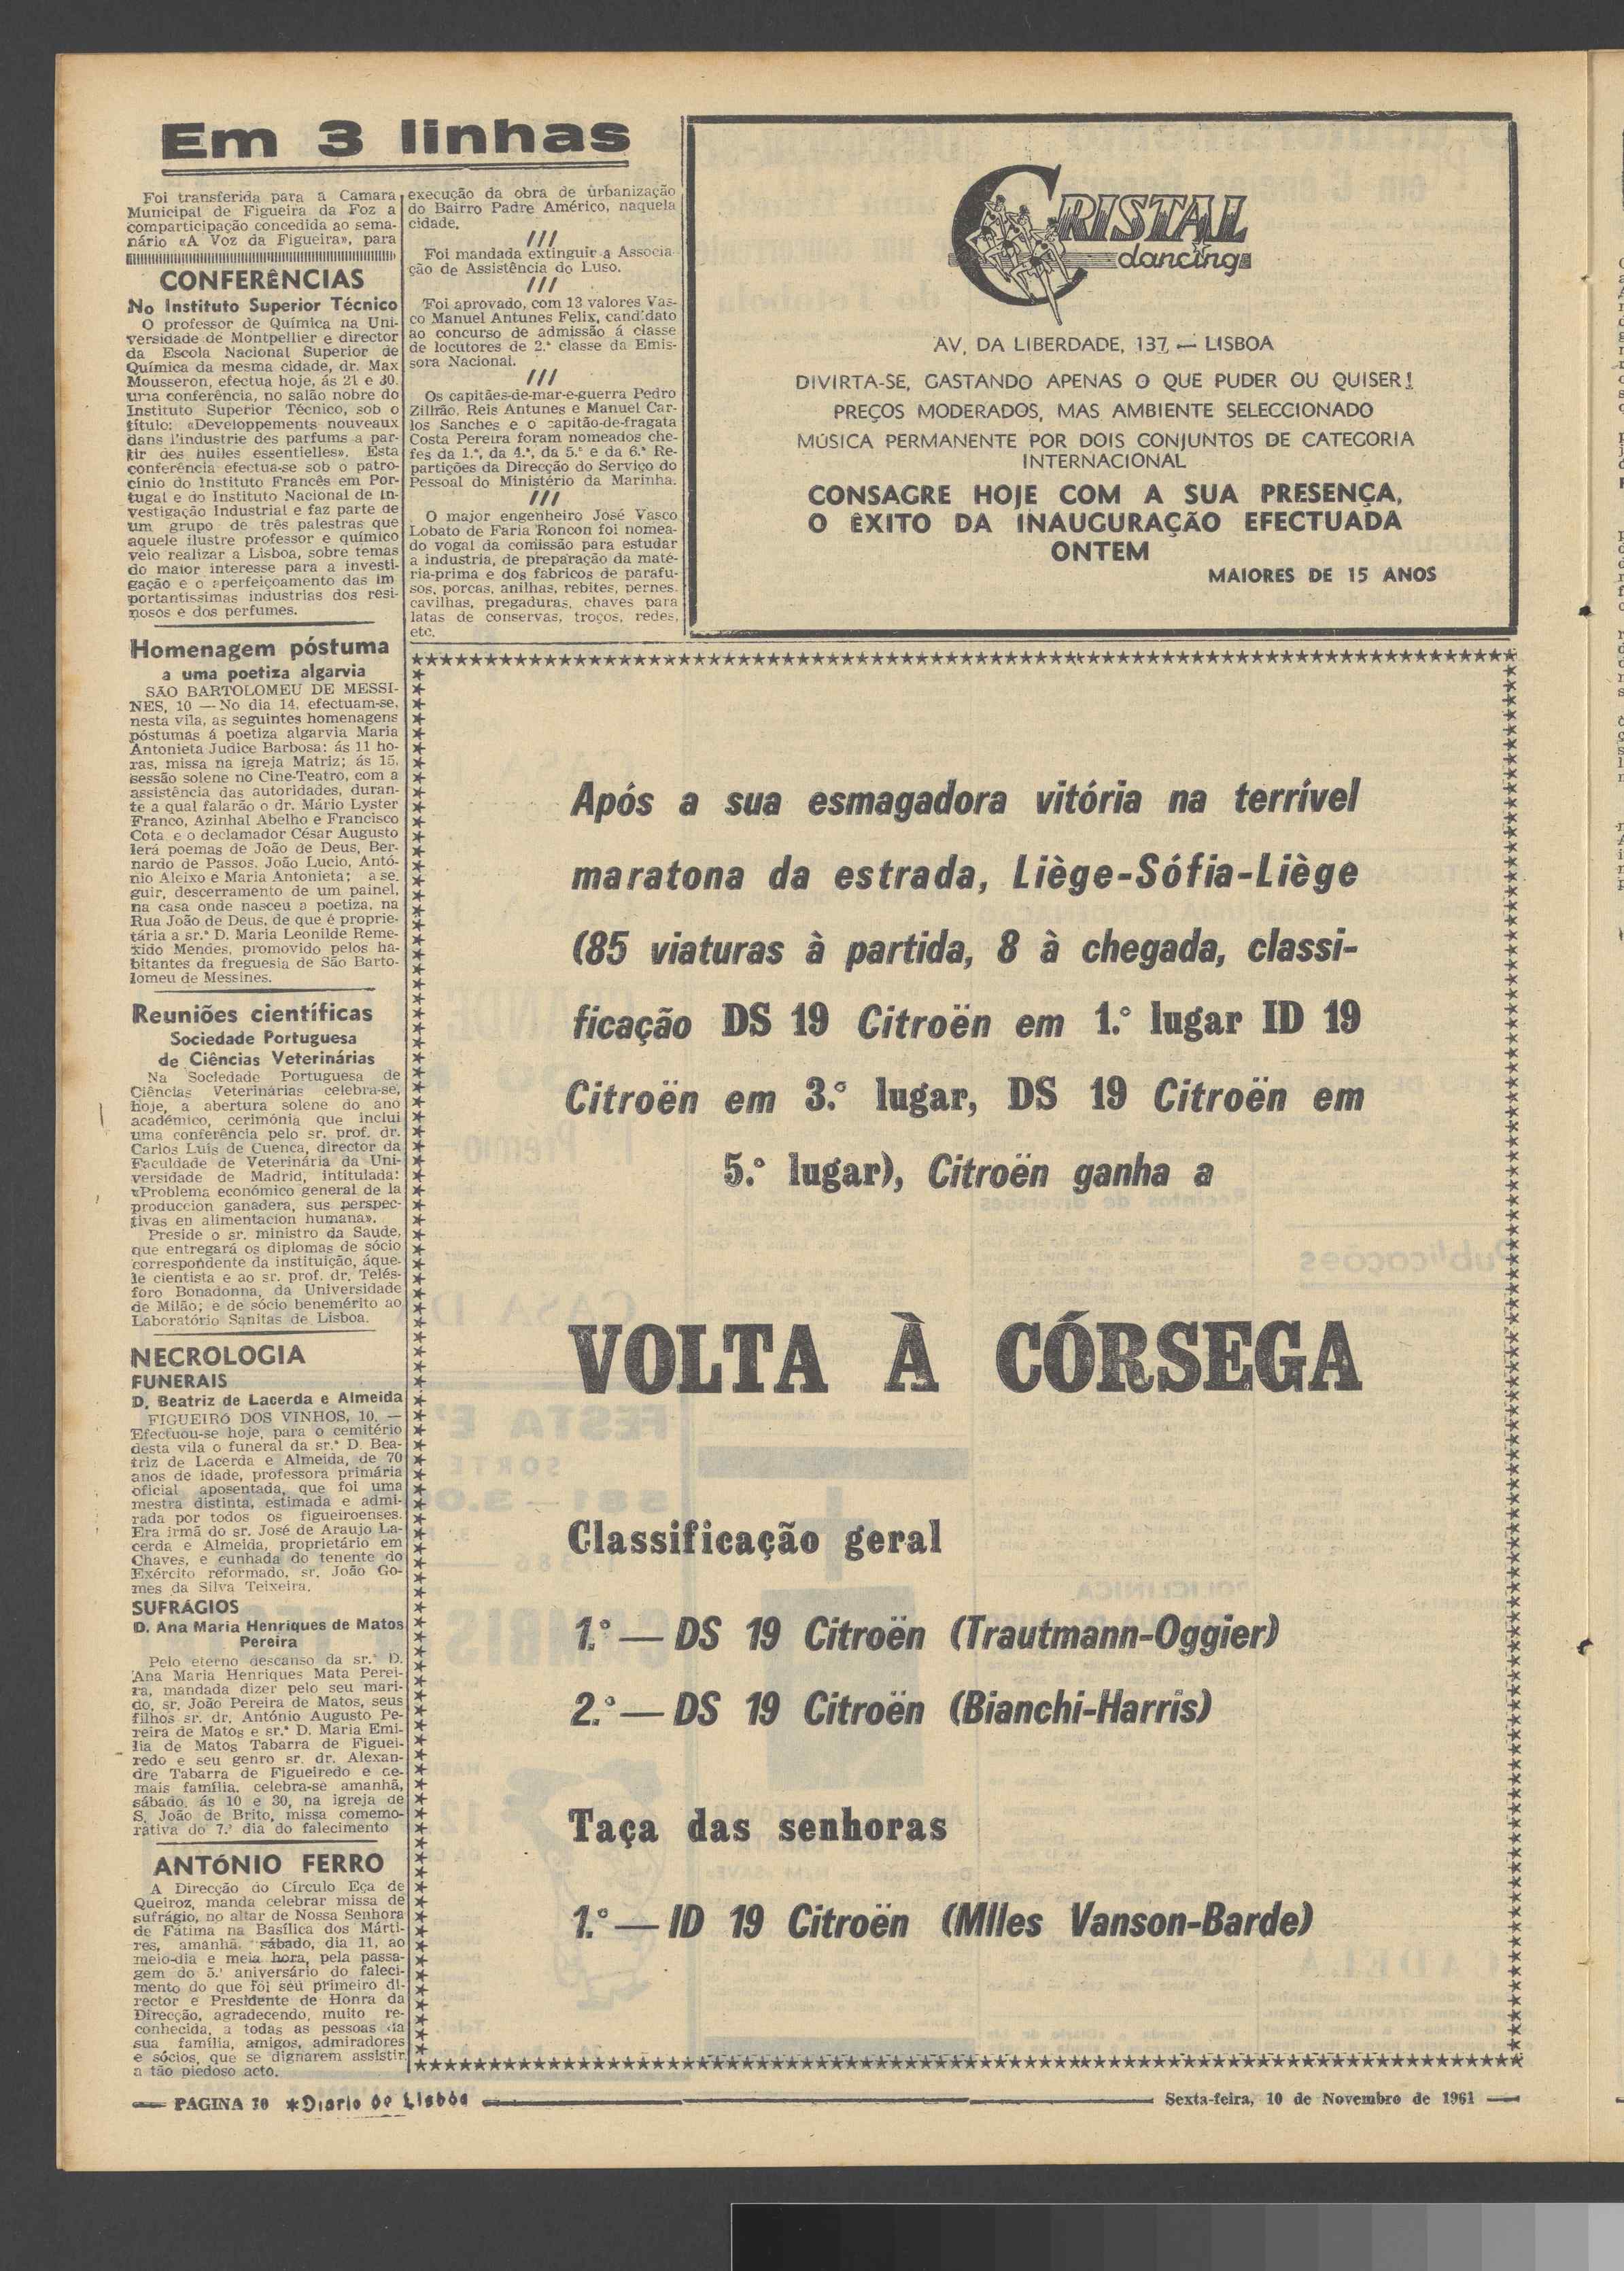 Em 3 linhas
Foi transferida para a Camara
Municipal de Figueira da Foz a
comparticipação concedida ao sema-
nário «A Voz da Figueira», para
execução da obra de urbanização
do Bairro Padre Américo, naquela
cidade.
///
Foi mandada extinguir a Associa-
ção de Assistência do Luso.
///
Foi aprovado, com 13 valores Vas-
co Manuel Antunes Felix, candidato
ao concurso de admissão á classe
de locutores de 2.ª classe da Emis-
sora Nacional.
///
Os capitães-de-mar-e-guerra Pedro
Zilhão, Reis Antunes e Manuel Car-
los Sanches e o capitão-de-fragata
Costa Pereira foram nomeados che-
fes da 1.ª, da 4.ª, da 5.ª e da 6.ª Re-
partições da Direcção do Serviço do
Pessoal do Ministério da Marinha.
///
O major engenheiro José Vasco
Lobato de Faria Roncon foi nomea-
do vogal da comissão para estudar
a industria, de preparação da maté-
ria-prima e dos fabricos de parafu-
sos, porcas, anilhas, rebites, pernes,
cavilhas, pregaduras, chaves para
latas de conservas, troços, redes,
etc.
CONFERÊNCIAS
No Instituto Superior Técnico
O professor de Química na Uni-
versidade de Montpellier e director
da Escola Nacional Superior de
Química da mesma cidade, dr. Max
Mousseron, efectua hoje, ás 21 e 30,
uma conferência, no salão nobre do
Instituto Superior Técnico, sob o
título: «Developpements nouveaux
dans l'industrie des parfums a par-
tir des huiles essentielles». Esta
conferência efectua-se sob o patro-
cínio do Instituto Francês em Por-
tugal e do Instituto Nacional de In-
vestigação Industrial e faz parte de
um grupo de três palestras que
aquele ilustre professor e químico
veio realizar a Lisboa, sobre temas
do maior interesse para a investi-
gação e o aperfeiçoamento das im
portantíssimas industrias dos resi-
nosos e dos perfumes.
Homenagem póstuma
a uma poetiza algarvia
SÃO BARTOLOMEU DE MESSI-
NES, 10 — No dia 14, efectuam-se,
nesta vila, as seguintes homenagens
póstumas á poetiza algarvia Maria
Antonieta Judice Barbosa: ás 11 ho-
ras, missa na igreja Matriz; ás 15,
sessão solene no Cine-Teatro, com a
assistência das autoridades, duran-
te a qual falarão o dr. Mário Lyster
Franco, Azinhal Abelho e Francisco
Cota e o declamador César Augusto
lerá poemas de João de Deus, Ber-
nardo de Passos, João Lucio, Antó-
nio Aleixo e Maria Antonieta; a se.
guir, descerramento de um painel,
na casa onde nasceu a poetiza, na
Rua João de Deus, de que é proprie-
tária a sr.ª D. Maria Leonilde Reme-
xido Mendes, promovido pelos ha-
bitantes da freguesia de São Barto-
lomeu de Messines.
Reuniões científicas
Sociedade Portuguesa
de Ciências Veterinárias
Na Sociedade Portuguesa de
Ciências Veterinárias celebra-se,
hoje, a abertura solene do ano
académico, cerimónia que inclui
uma conferência pelo sr. prof. dr.
Carlos Luís de Cuenca, director da
Faculdade de Veterinária da Uni-
versidade de Madrid, intitulada:
«Problema económico general de la
produccion ganadera, sus perspec-
tivas en alimentacion humana».
Preside o sr. ministro da Saude,
que entregará os diplomas de sócio
correspondente da instituição, áque-
le cientista e ao sr. prof. dr. Telés-
foro Bonadonna, da Universidade
de Milão; e de sócio benemérito ao
Laboratório Sanitas de Lisboa.
NECROLOGIA
FUNERAIS
D. Beatriz de Lacerda e Almeida
FIGUEIRÓ DOS VINHOS, 10. —
Efectuou-se hoje, para o cemitério
desta vila o funeral da sr.ª D. Bea-
triz de Lacerda e Almeida, de 70
anos de idade, professora primária
oficial aposentada, que foi uma
mestra distinta, estimada e admi-
rada por todos os figueiroenses.
Era irmã do sr. José de Araujo La-
cerda e Almeida, proprietário em
Chaves, e cunhada do tenente do
Exército reformado, sr. João Go-
mes da Silva Teixeira.
SUFRÁGIOS
D. Ana Maria Henriques de Matos
Pereira
Pelo eterno descanso da sr.ª D.
Ana Maria Henriques Mata Perei-
ra, mandada dizer pelo seu mari-
do, sr. João Pereira de Matos, seus
filhos sr. dr. António Augusto Pe-
reira de Matos e sr.ª D. Maria Emi-
lia de Matos Tabarra de Figuei-
redo e seu genro sr. dr. Alexan-
dre Tabarra de Figueiredo e ce-
mais família, celebra-se amanhã,
sábado, ás 10 e 30, na igreja de
S. João de Brito, missa comemo-
rativa do 7.º dia do falecimento
ANTÓNIO FERRO
A Direcção do Círculo Eça de
Queiroz, manda celebrar missa de
sufrágio, no altar de Nossa Senhora
de Fátima na Basílica dos Márti-
res, amanhã, sábado, dia 11, ao
meio-dia e meia hora, pela passa-
gem do 5.º aniversário do faleci-
mento do que foi seu primeiro di-
rector e Presidente de Honra da
Direcção, agradecendo, muito re-
conhecida, a todas as pessoas da
sua família, amigos, admiradores
e sócios, que se dignarem assistir
a tão piedoso acto.
CRISTAL
dancing
AV. DA LIBERDADE, 137 — LISBOA
DIVIRTA-SE, GASTANDO APENAS O QUE PUDER OU QUISER!
PREÇOS MODERADOS, MAS AMBIENTE SELECCIONADO
MÚSICA PERMANENTE POR DOIS CONJUNTOS DE CATEGORIA
INTERNACIONAL
CONSAGRE HOJE COM A SUA PRESENÇA,
O ÊXITO DA INAUGURAÇÃO EFECTUADA
ONTEM
MAIORES DE 15 ANOS
Após a sua esmagadora vitória na terrível
maratona da estrada, Liège-Sófia-Liège
(85 viaturas à partida, 8 à chegada, classi-
ficação DS 19 Citroën em 1.º lugar ID 19
Citroën em 3.º lugar, DS 19 Citroën em
5.º lugar), Citroën ganha a
VOLTA À CÓRSEGA
Classificação geral
1.º — DS 19 Citroën (Trautmann-Oggier)
2.º — DS 19 Citroën (Bianchi-Harris)
Taça das senhoras
1.º — ID 19 Citroën (Mlles Vanson-Barde)
PAGINA 10 *Diario de Lisboa
Sexta-feira, 10 de Novembro de 1961